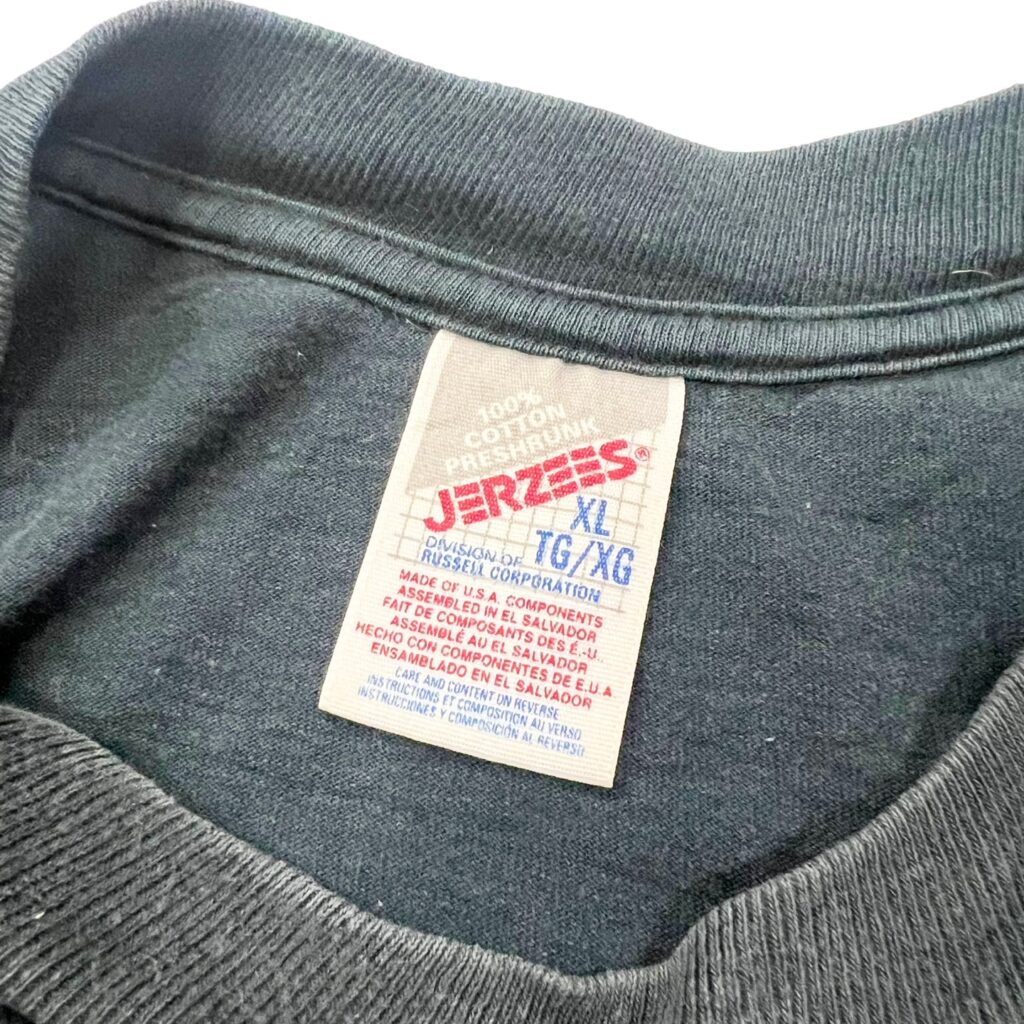 100%
COTTON
PRESHRUNK
JERZEES®
XL
TG/XG
DIVISION OF
RUSSELL CORPORATION
MADE OF U.S.A. COMPONENTS
ASSEMBLED IN EL SALVADOR
FAIT DE COMPOSANTS DES É.-U.
ASSEMBLÉ AU EL SALVADOR
HECHO CON COMPONENTES DE E.U.A
ENSAMBLADO EN EL SALVADOR
CARE AND CONTENT ON REVERSE
INSTRUCTIONS ET COMPOSITION AU VERSO
INSTRUCCIONES Y COMPOSICIÓN AL REVERSO